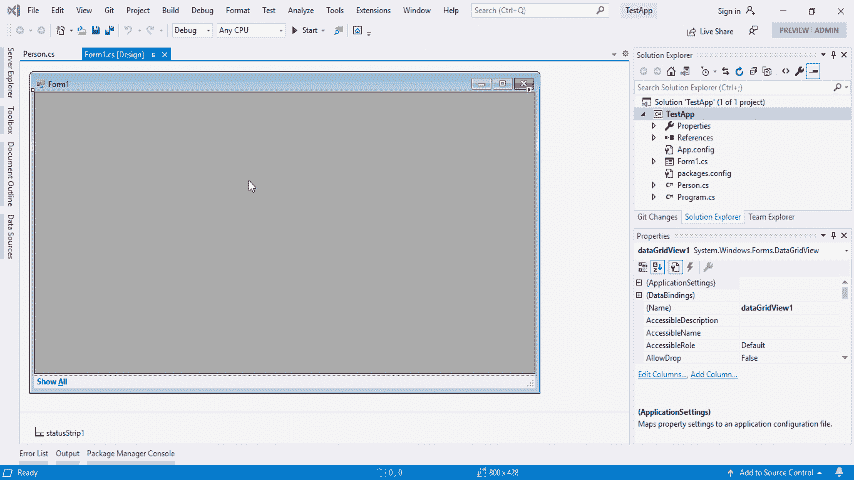 File Edit View Git Project Build Debug Design Format Test Analyze Tools Extensions Window Help Search (Ctrl+Q) TestApp Sign in
Debug Any CPU Start Live Share PREVIEW ADMIN
Server Explorer
Toolbox
Document Outline
Data Sources
Person.cs Form1.cs [Design]
Form1
Show All
statusStrip1
Solution Explorer
Search Solution Explorer (Ctrl+;)
Solution 'TestApp' (1 of 1 project)
TestApp
Properties
References
App.config
Form1.cs
packages.config
Person.cs
Program.cs
Git Changes Solution Explorer Team Explorer
Properties
dataGridView1 System.Windows.Forms.DataGridView
(ApplicationSettings)
(DataBindings)
(Name) dataGridView1
AccessibleDescription
AccessibleName
AccessibleRole Default
AllowDrop False
Edit Columns... Add Column...
(ApplicationSettings)
Maps property settings to an application configuration file.
Error List Output Package Manager Console
Ready 0 , 0 800 x 428 Add to Source Control